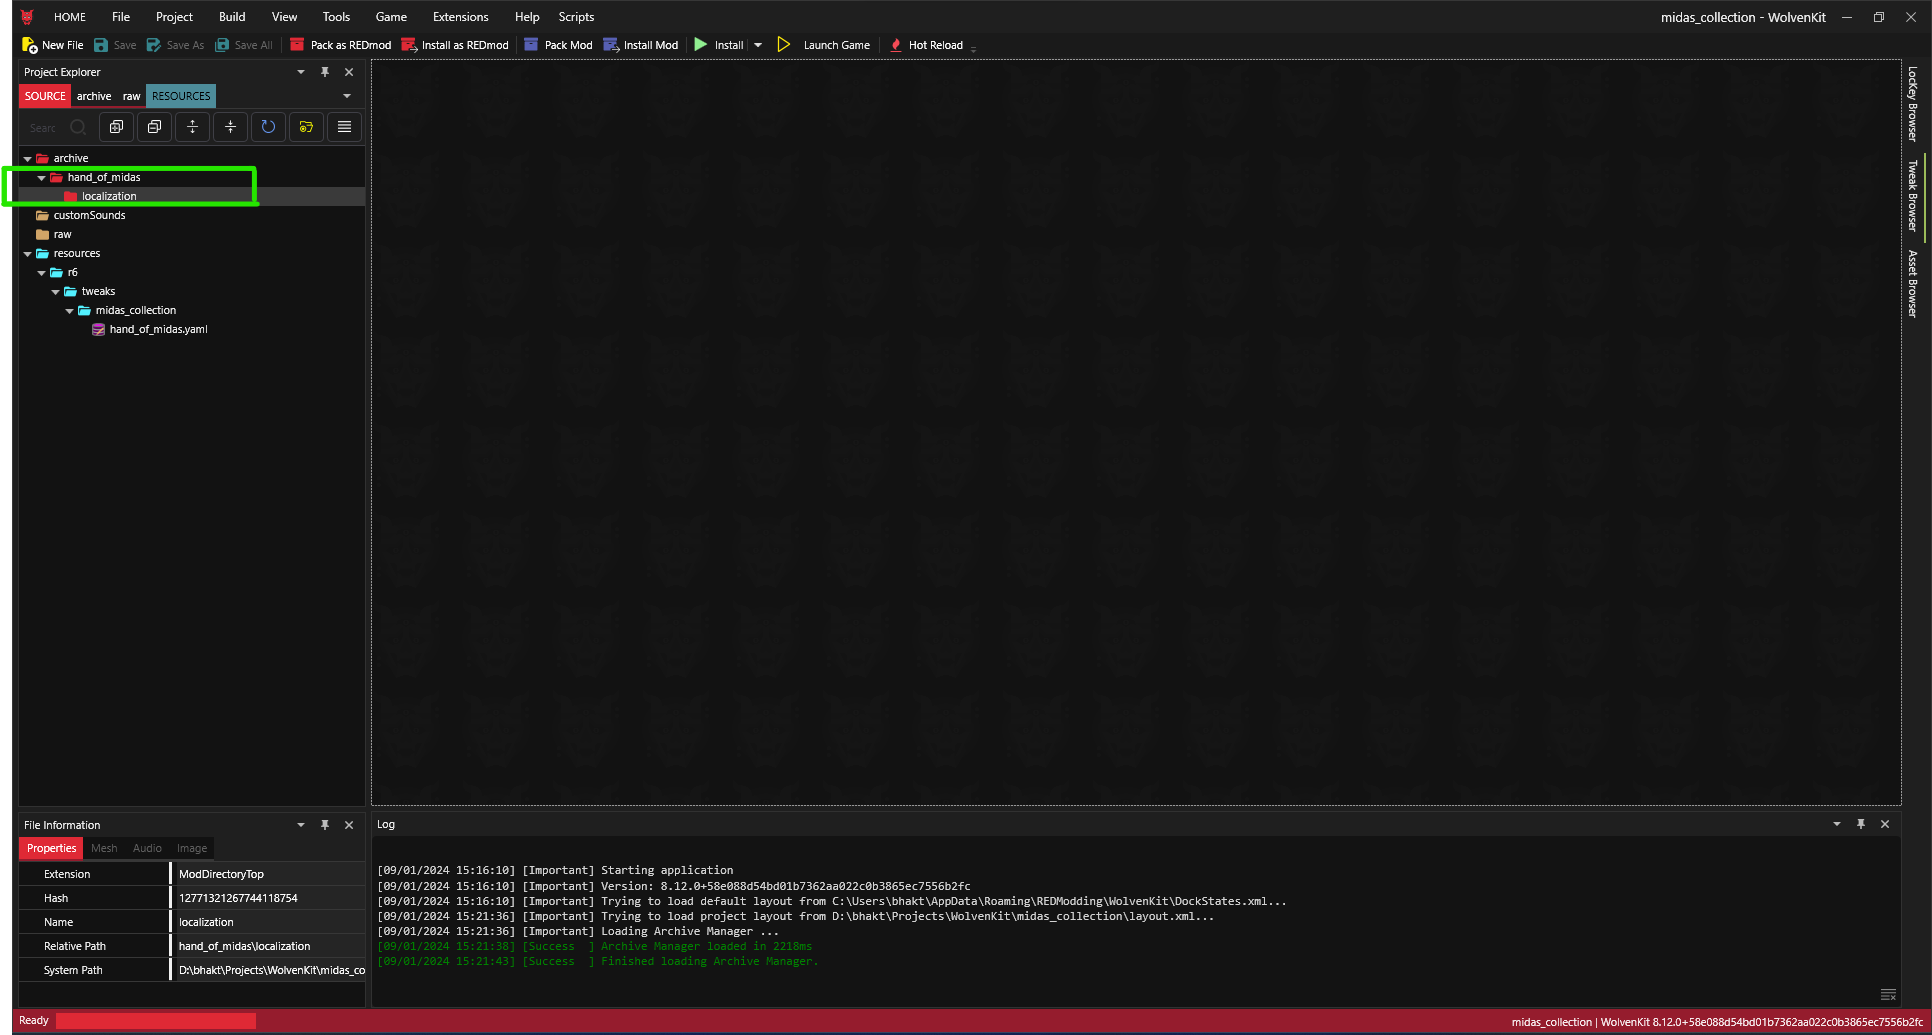 HOME File Project Build View Tools Game Extensions Help Scripts midas_collection - WolvenKit
New File Save Save As Save All Pack as REDmod Install as REDmod Pack Mod Install Mod Install Launch Game Hot Reload
Project Explorer
SOURCE archive raw RESOURCES
Searc
archive
hand_of_midas
localization
customSounds
raw
resources
r6
tweaks
midas_collection
hand_of_midas.yaml
LocKey Browser
Tweak Browser
Asset Browser
File Information
Properties Mesh Audio Image
Extension ModDirectoryTop
Hash 12771321267744118754
Name localization
Relative Path hand_of_midas\localization
System Path D:\bhakt\Projects\WolvenKit\midas_co
Log
[09/01/2024 15:16:10] [Important] Starting application
[09/01/2024 15:16:10] [Important] Version: 8.12.0+58e088d54bd01b7362aa022c0b3865ec7556b2fc
[09/01/2024 15:16:10] [Important] Trying to load default layout from C:\Users\bhakt\AppData\Roaming\REDModding\WolvenKit\DockStates.xml...
[09/01/2024 15:21:36] [Important] Trying to load project layout from D:\bhakt\Projects\WolvenKit\midas_collection\layout.xml...
[09/01/2024 15:21:36] [Important] Loading Archive Manager ...
[09/01/2024 15:21:38] [Success ] Archive Manager loaded in 2218ms
[09/01/2024 15:21:43] [Success ] Finished loading Archive Manager.
Ready midas_collection | WolvenKit 8.12.0+58e088d54bd01b7362aa022c0b3865ec7556b2fc